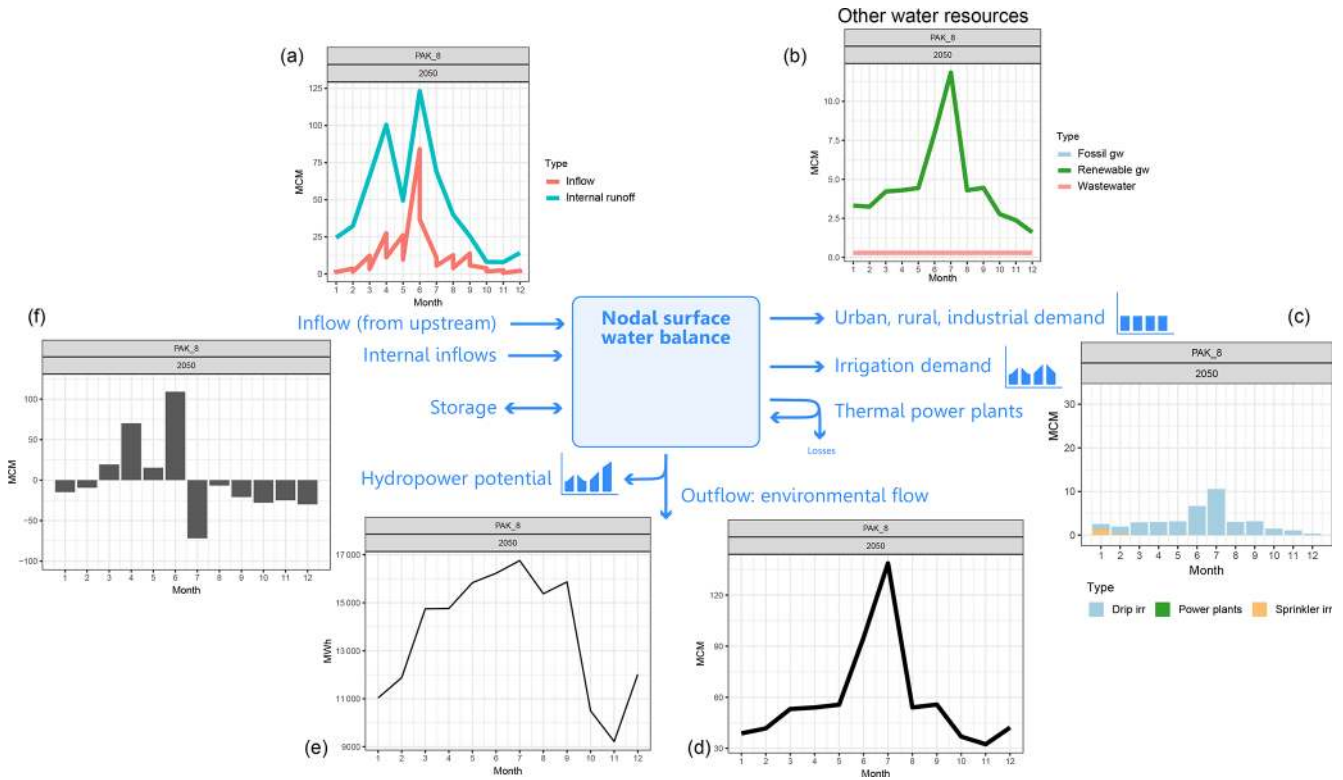 Other water resources
(a)
PAK_8
2050
125
100
75
50
25
0
MCM
1 2 3 4 5 6 7 8 9 10 11 12
Month
Type
Inflow
Internal runoff
(b)
PAK_8
2050
10.0
7.5
5.0
2.5
0.0
MCM
1 2 3 4 5 6 7 8 9 10 11 12
Month
Type
Fossil gw
Renewable gw
Wastewater
(f)
PAK_8
2050
100
50
0
−50
−100
MCM
1 2 3 4 5 6 7 8 9 10 11 12
Month
Inflow (from upstream)
Internal inflows
Storage
Hydropower potential
Nodal surface
water balance
Urban, rural, industrial demand
Irrigation demand
Thermal power plants
Losses
Outflow: environmental flow
(c)
PAK_8
2050
30
20
10
0
MCM
1 2 3 4 5 6 7 8 9 10 11 12
Month
Type
Drip irr
Power plants
Sprinkler irr
PAK_8
2050
17000
15000
13000
11000
9000
MWh
1 2 3 4 5 6 7 8 9 10 11 12
Month
(e)
PAK_8
2050
120
90
60
30
MCM
1 2 3 4 5 6 7 8 9 10 11 12
Month
(d)